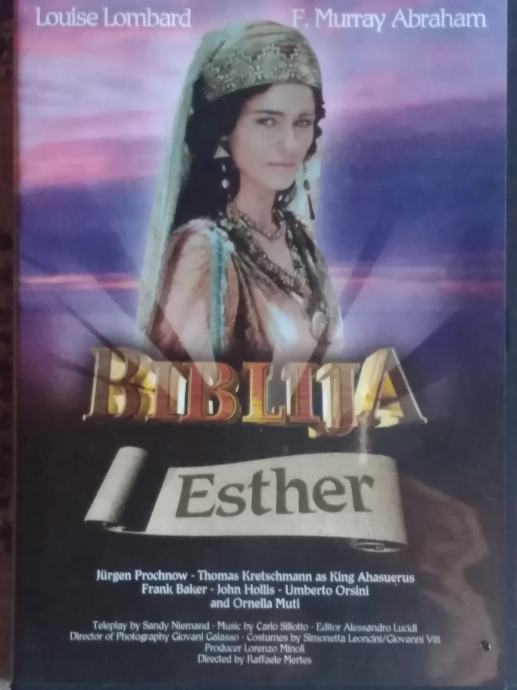 Louise Lombard F. Murray Abraham
BIBLIJA
Esther
Jürgen Prochnow - Thomas Kretschmann as King Ahasuerus
Frank Baker - John Hollis - Umberto Orsini
and Ornella Muti
Teleplay by Sandy Niemand - Music by Carlo Siliotto - Editor Alessandro Lucidi
Director of Photography Giovani Galasso - Costumes by Simonetta Leoncini/Giovanni Viti
Producer Lorenzo Minoli
Directed by Raffaele Mertes